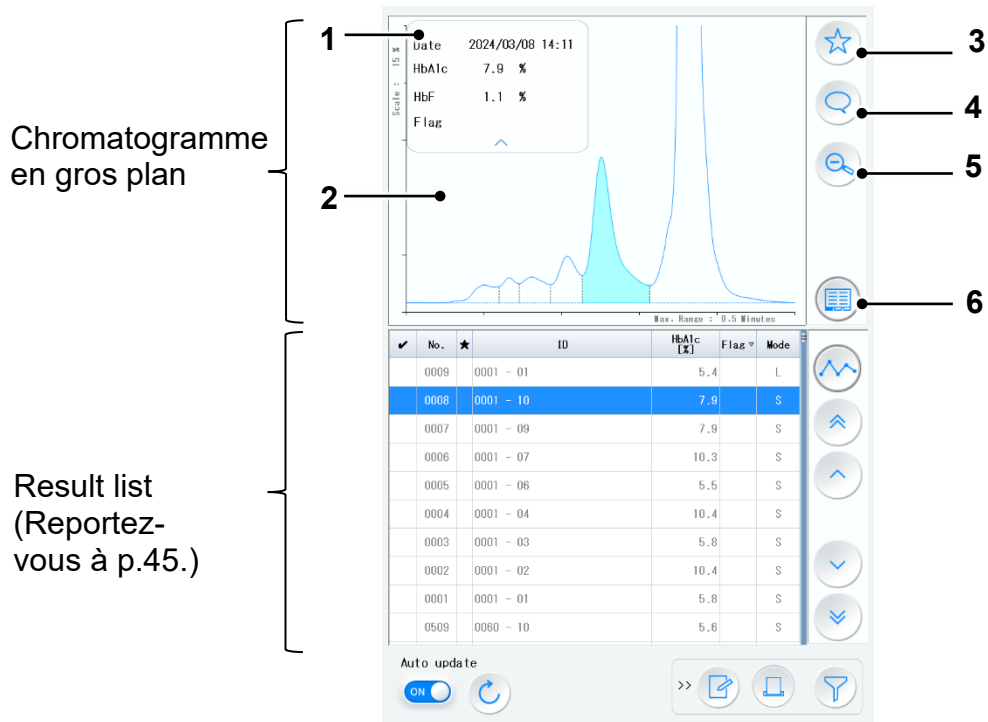 Chromatogramme
en gros plan
Result list
(Reportez-
vous à p.45.)
1
2
3
4
5
6
Scale : 15 %
Date 2024/03/08 14:11
HbA1c 7.9 %
HbF 1.1 %
Flag
Max. Range : 0.5 Minutes
✔ No. ★ ID HbA1c [%] Flag ▽ Mode
0009 0001 - 01 5.4 L
0008 0001 - 10 7.9 S
0007 0001 - 09 7.9 S
0006 0001 - 07 10.3 S
0005 0001 - 06 5.5 S
0004 0001 - 04 10.4 S
0003 0001 - 03 5.8 S
0002 0001 - 02 10.4 S
0001 0001 - 01 5.8 S
0509 0060 - 10 5.6 S
Auto update
ON
>>